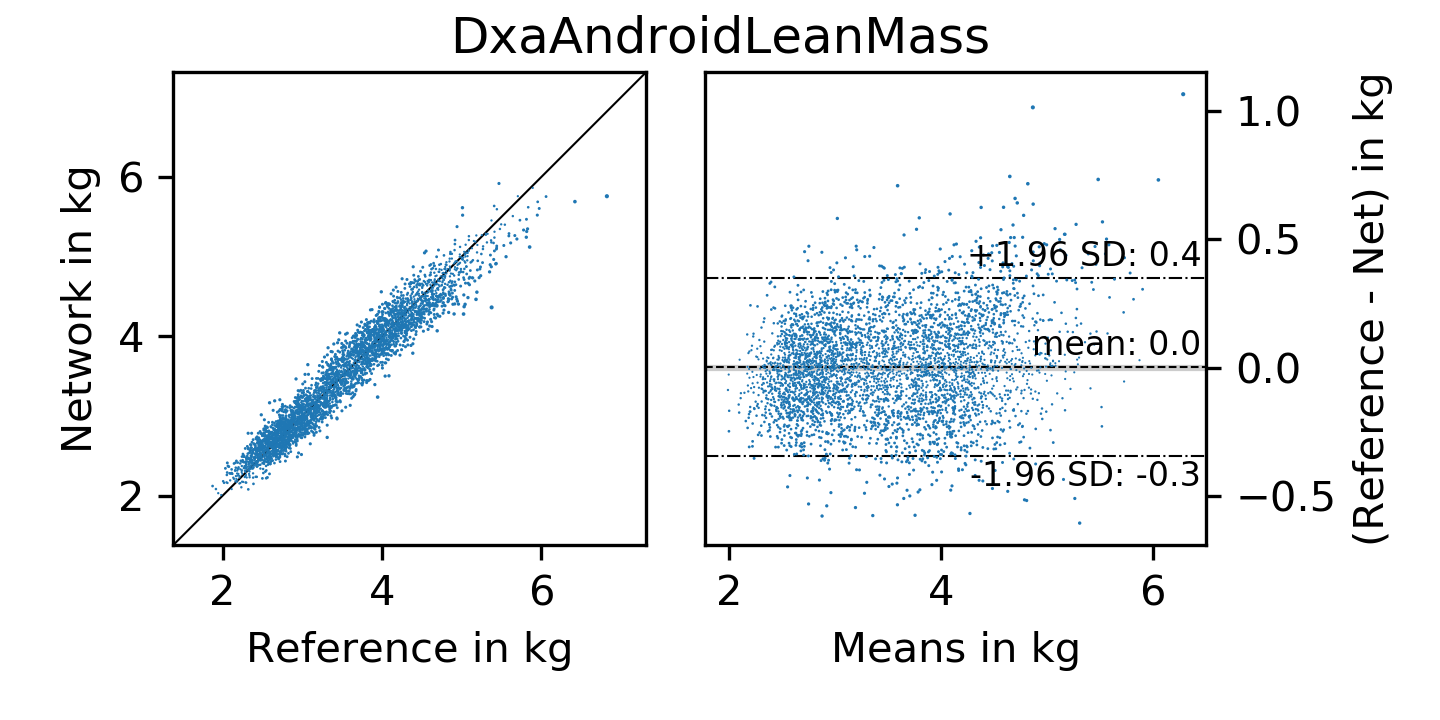 DxaAndroidLeanMass
Network in kg
6
4
2
2 4 6
Reference in kg
+1.96 SD: 0.4
mean: 0.0
-1.96 SD: -0.3
2 4 6
Means in kg
1.0
0.5
0.0
−0.5
(Reference - Net) in kg